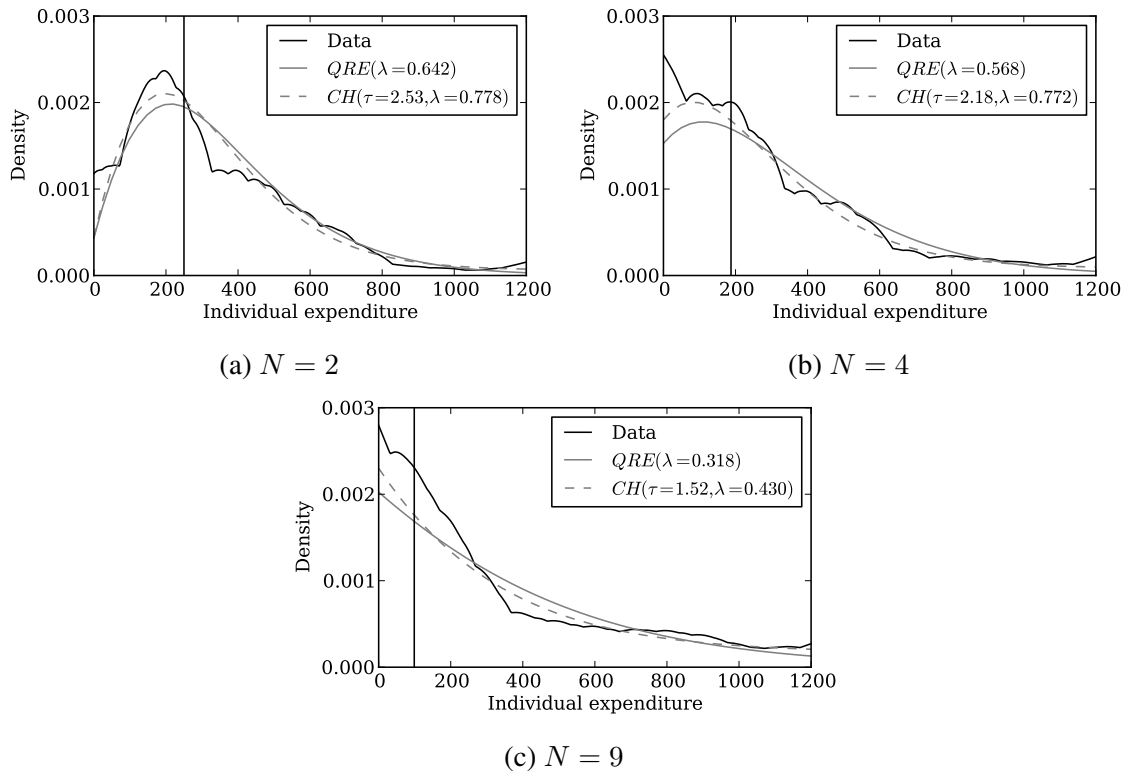 0.003
0.002
0.001
0.000
Density
Data
QRE(λ=0.642)
CH(τ=2.53,λ=0.778)
0 200 400 600 800 1000 1200
Individual expenditure
(a) N = 2
0.003
0.002
0.001
0.000
Density
Data
QRE(λ=0.568)
CH(τ=2.18,λ=0.772)
0 200 400 600 800 1000 1200
Individual expenditure
(b) N = 4
0.003
0.002
0.001
0.000
Density
Data
QRE(λ=0.318)
CH(τ=1.52,λ=0.430)
0 200 400 600 800 1000 1200
Individual expenditure
(c) N = 9